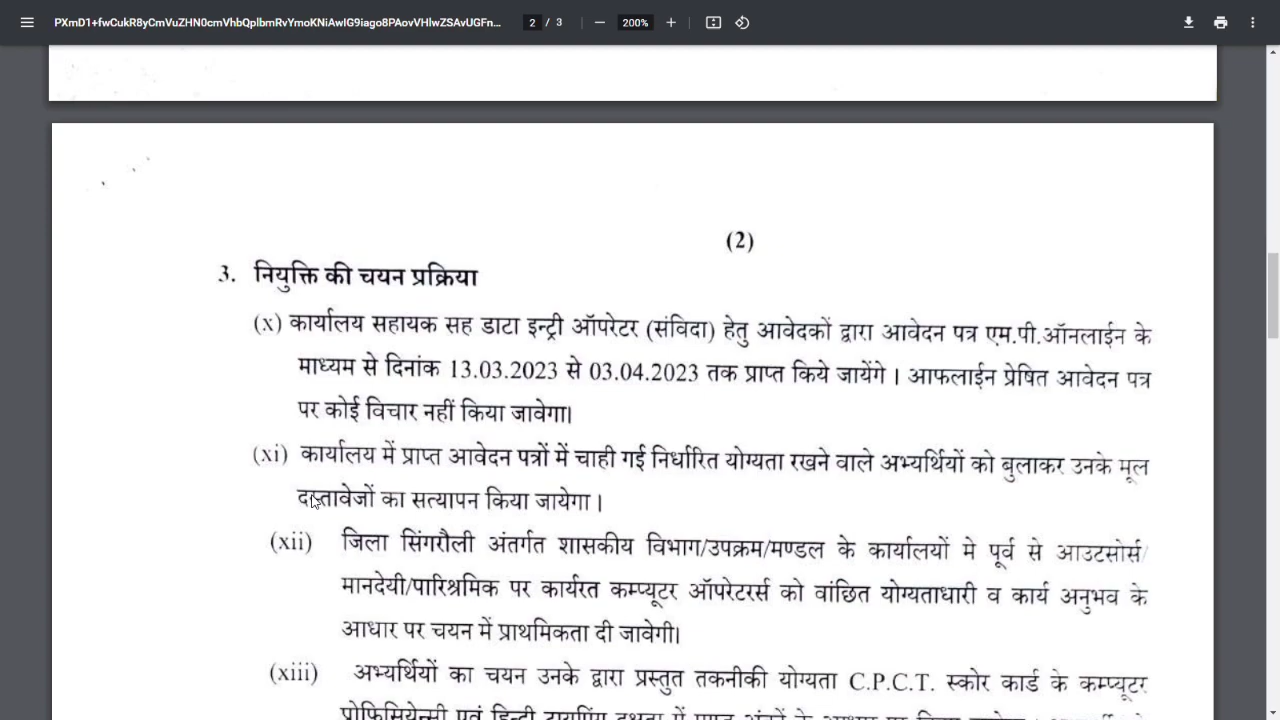 PXmD1+fwCukR8yCmVuZHN0cmVhbQplbmRvYmoKNiAwIG9iago8PAovVHlwZSAvUGFn...
2 / 3
200%
(2)
3. नियुक्ति की चयन प्रक्रिया
(x) कार्यालय सहायक सह डाटा इन्ट्री ऑपरेटर (संविदा) हेतु आवेदकों द्वारा आवेदन पत्र एम.पी.ऑनलाईन के
माध्यम से दिनांक 13.03.2023 से 03.04.2023 तक प्राप्त किये जायेंगे । आफलाईन प्रेषित आवेदन पत्र
पर कोई विचार नहीं किया जावेगा।
(xi) कार्यालय में प्राप्त आवेदन पत्रों में चाही गई निर्धारित योग्यता रखने वाले अभ्यर्थियों को बुलाकर उनके मूल
दस्तावेजों का सत्यापन किया जायेगा ।
(xii) जिला सिंगरौली अंतर्गत शासकीय विभाग/उपक्रम/मण्डल के कार्यालयों मे पूर्व से आउटसोर्स/
मानदेयी/पारिश्रमिक पर कार्यरत कम्प्यूटर ऑपरेटरर्स को वांछित योग्यताधारी व कार्य अनुभव के
आधार पर चयन में प्राथमिकता दी जावेगी।
(xiii) अभ्यर्थियों का चयन उनके द्वारा प्रस्तुत तकनीकी योग्यता C.P.C.T. स्कोर कार्ड के कम्प्यूटर